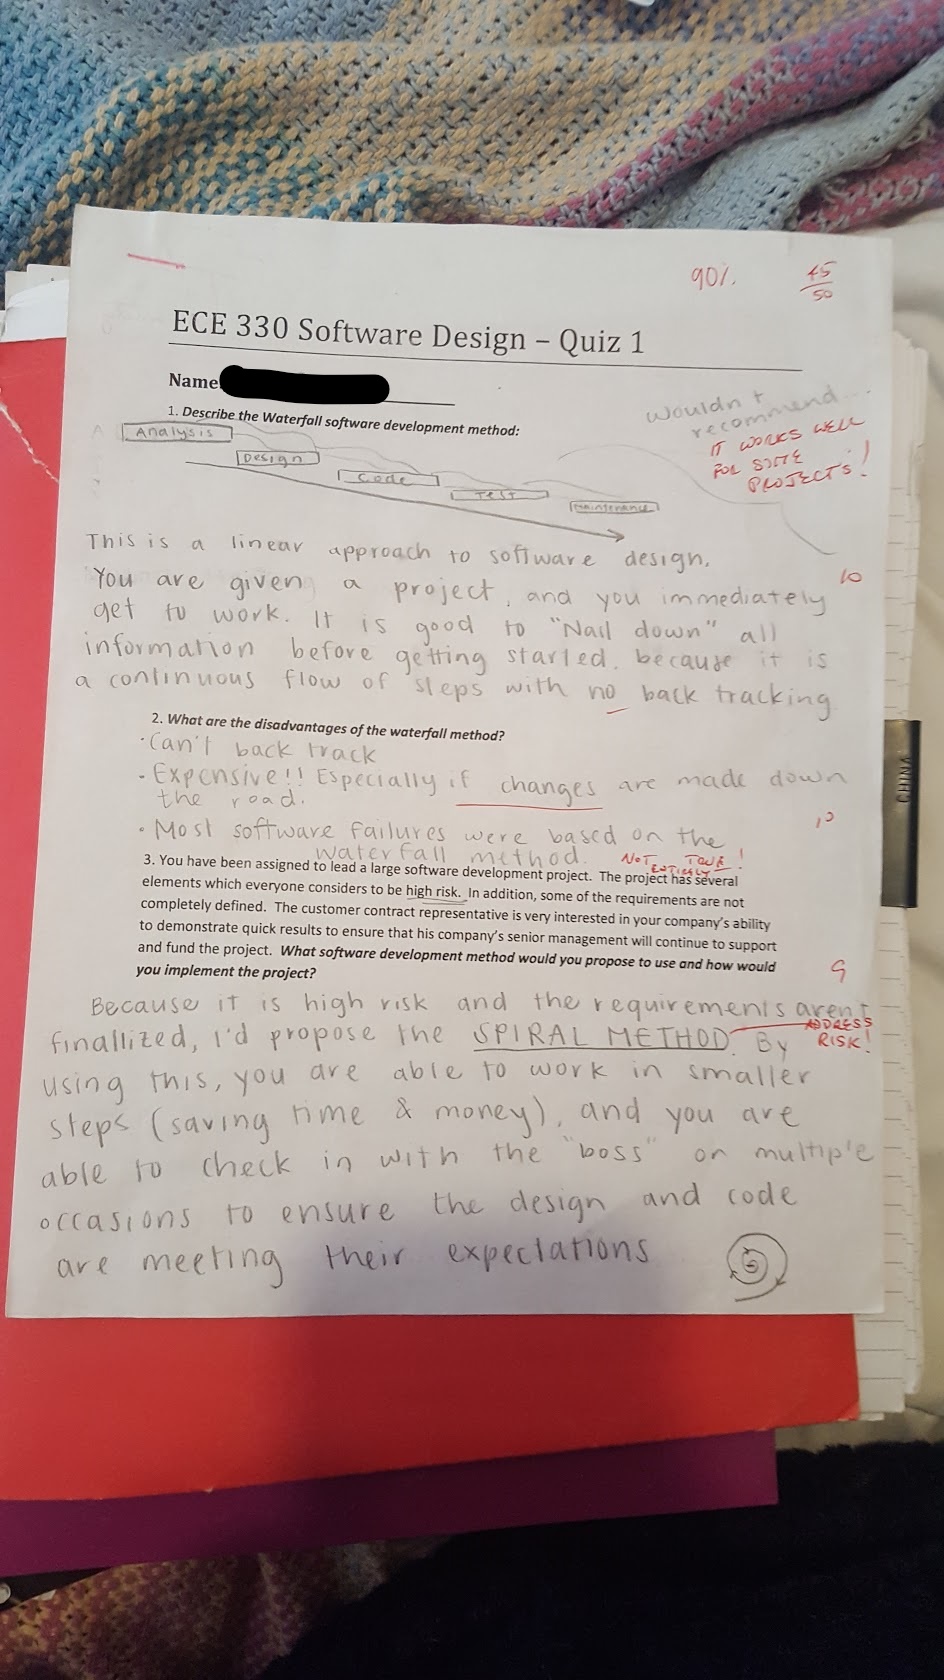 90%. 45
50
ECE 330 Software Design – Quiz 1
Name
1. Describe the Waterfall software development method:
Wouldn't
recommend...
IT WORKS WELL
FOR SOME
PROJECTS!
Analysis
Design
Code
Test
Maintenance
This is a linear approach to software design.
10
You are given a project, and you immediately
get to work. It is good to "Nail down" all
information before getting started. because it is
a continuous flow of steps with no back tracking
2. What are the disadvantages of the waterfall method?
· Can't back track
- Expensive!! Especially if changes are made down
the road.
10
· Most software failures were based on the
waterfall method.
NOT ENTIRELY TRUE!
3. You have been assigned to lead a large software development project. The project has several
elements which everyone considers to be high risk. In addition, some of the requirements are not
completely defined. The customer contract representative is very interested in your company's ability
to demonstrate quick results to ensure that his company's senior management will continue to support
and fund the project. What software development method would you propose to use and how would
you implement the project?
9
Because it is high risk and the requirements aren't
finallized, I'd propose the SPIRAL METHOD. By
ADDRESS
RISK!
using this, you are able to work in smaller
steps (saving time & money), and you are
able to check in with the "boss" on multiple
occasions to ensure the design and code
are meeting their expectations
CHINA